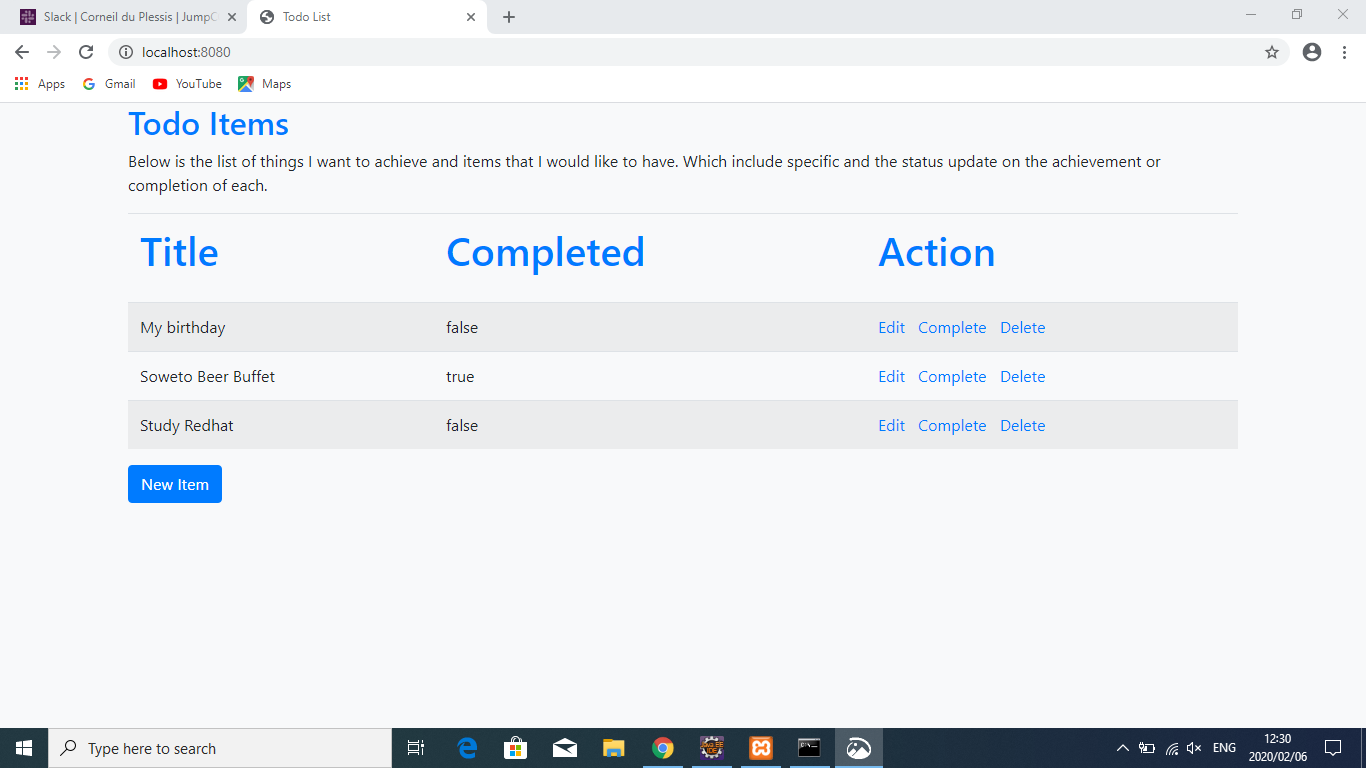 Slack | Corneil du Plessis | Jump
Todo List
localhost:8080
Apps Gmail YouTube Maps
Todo Items
Below is the list of things I want to achieve and items that I would like to have. Which include specific and the status update on the achievement or
completion of each.
Title Completed Action
My birthday false Edit Complete Delete
Soweto Beer Buffet true Edit Complete Delete
Study Redhat false Edit Complete Delete
New Item
Type here to search
ENG
12:30
2020/02/06